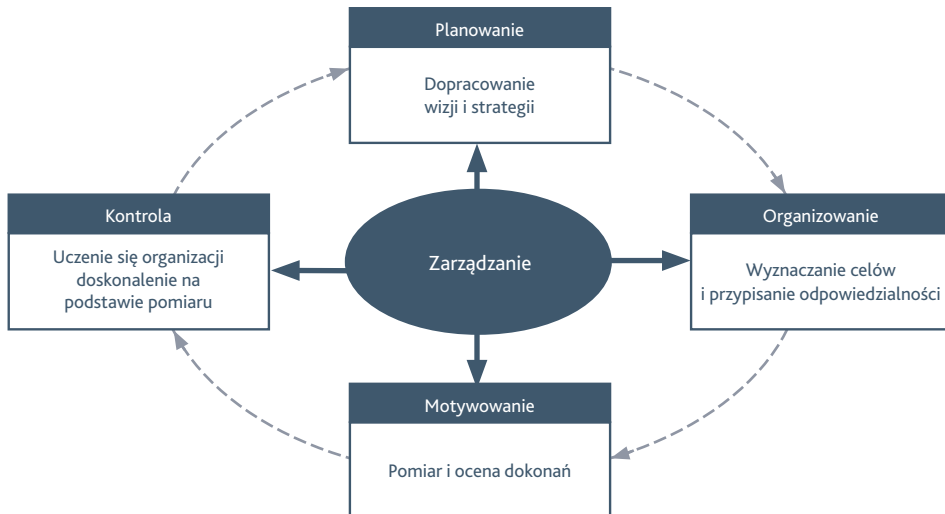 Planowanie
Dopracowanie
wizji i strategii
Kontrola
Uczenie się organizacji
doskonalenie na
podstawie pomiaru
Zarządzanie
Organizowanie
Wyznaczanie celów
i przypisanie odpowiedzialności
Motywowanie
Pomiar i ocena dokonań